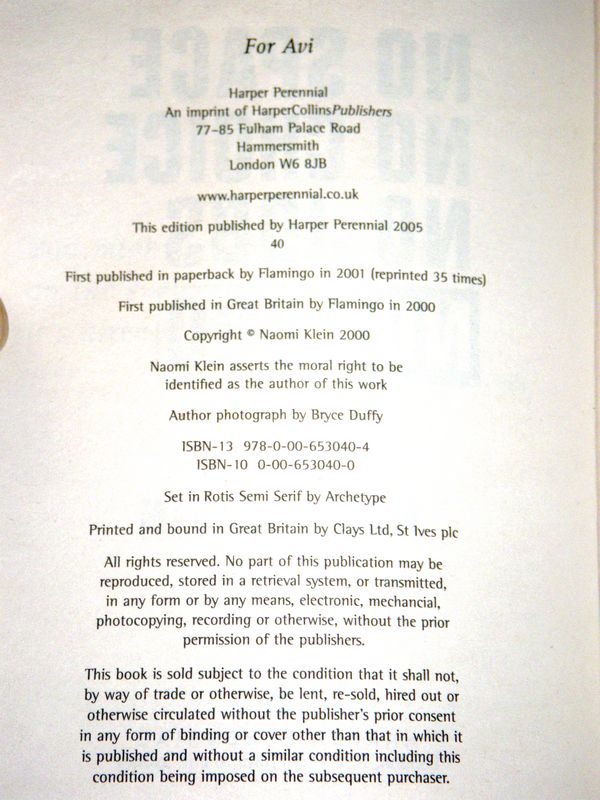 For Avi
Harper Perennial
An imprint of HarperCollinsPublishers
77–85 Fulham Palace Road
Hammersmith
London W6 8JB
www.harperperennial.co.uk
This edition published by Harper Perennial 2005
40
First published in paperback by Flamingo in 2001 (reprinted 35 times)
First published in Great Britain by Flamingo in 2000
Copyright © Naomi Klein 2000
Naomi Klein asserts the moral right to be
identified as the author of this work
Author photograph by Bryce Duffy
ISBN-13 978-0-00-653040-4
ISBN-10 0-00-653040-0
Set in Rotis Semi Serif by Archetype
Printed and bound in Great Britain by Clays Ltd, St Ives plc
All rights reserved. No part of this publication may be
reproduced, stored in a retrieval system, or transmitted,
in any form or by any means, electronic, mechancial,
photocopying, recording or otherwise, without the prior
permission of the publishers.
This book is sold subject to the condition that it shall not,
by way of trade or otherwise, be lent, re-sold, hired out or
otherwise circulated without the publisher's prior consent
in any form of binding or cover other than that in which it
is published and without a similar condition including this
condition being imposed on the subsequent purchaser.